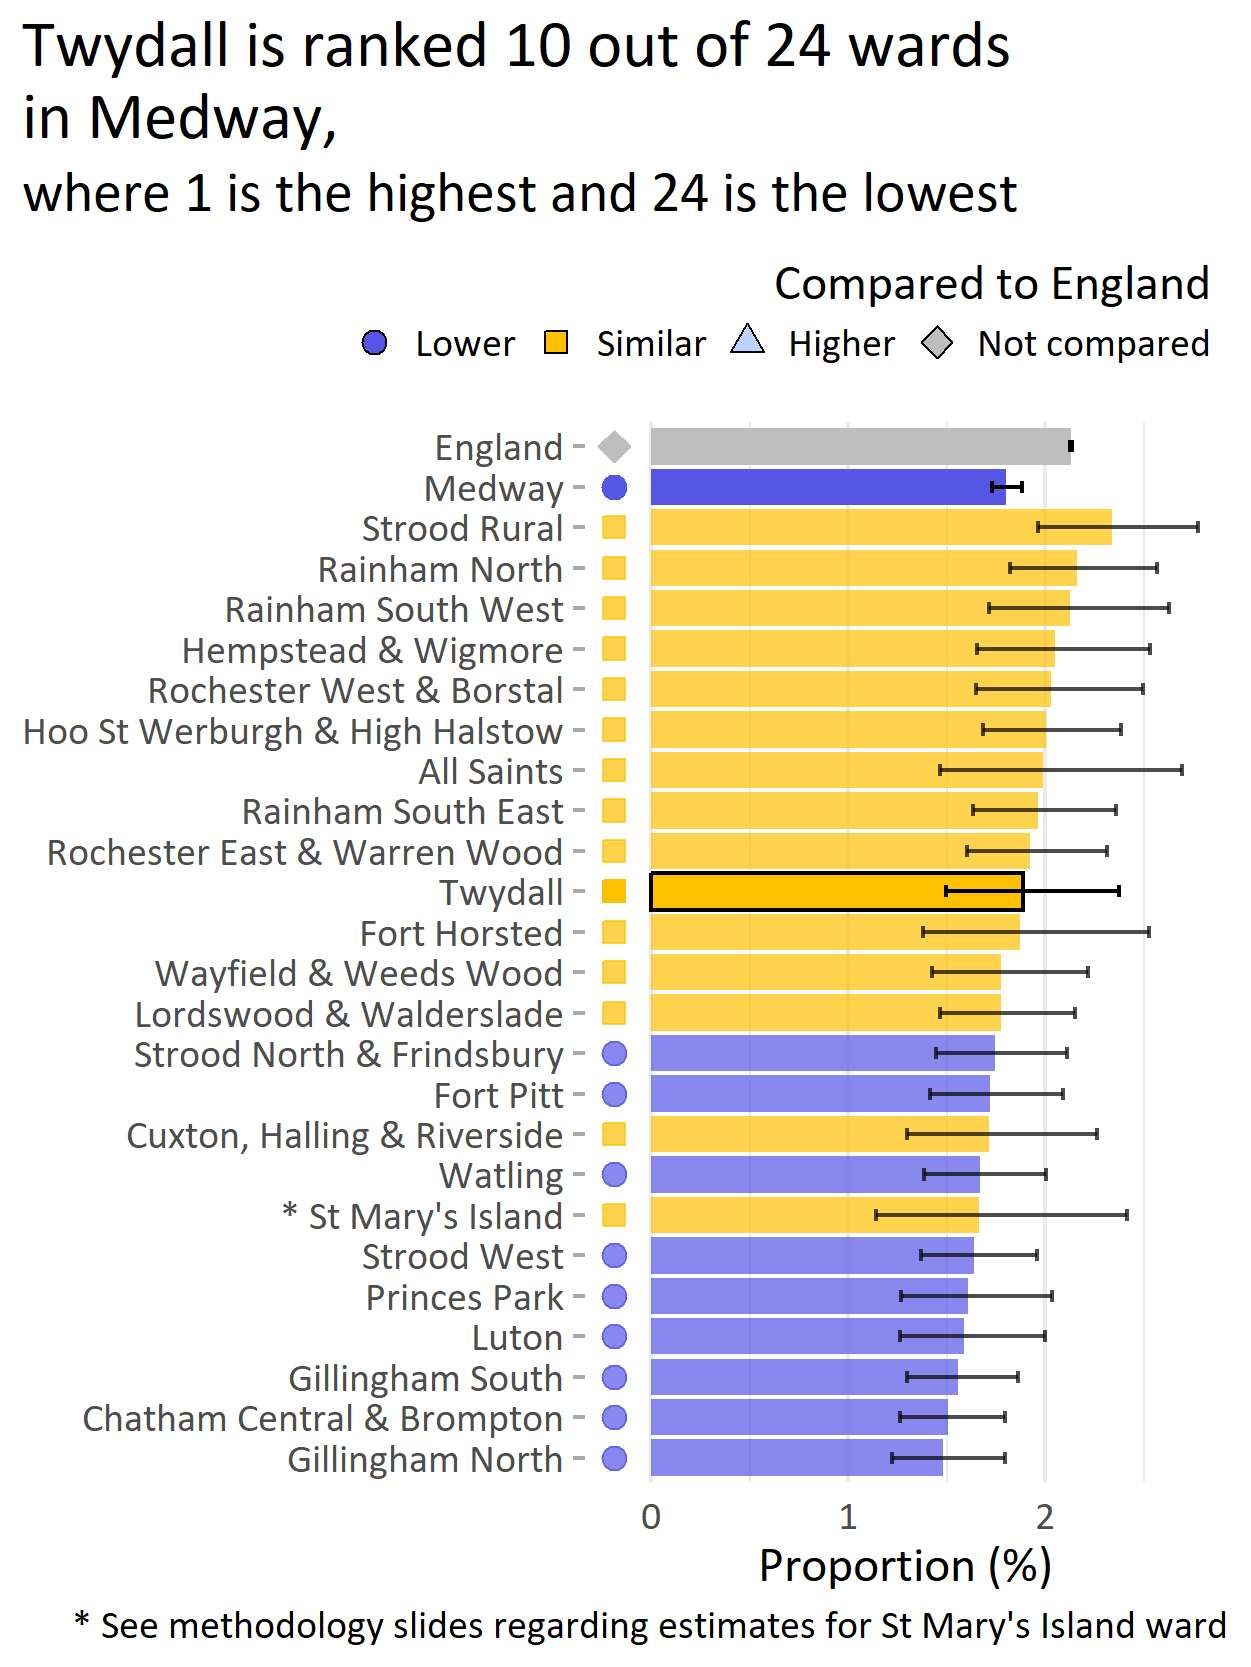 Twydall is ranked 10 out of 24 wards
in Medway,
where 1 is the highest and 24 is the lowest
Compared to England
Lower Similar Higher Not compared
England
Medway
Strood Rural
Rainham North
Rainham South West
Hempstead & Wigmore
Rochester West & Borstal
Hoo St Werburgh & High Halstow
All Saints
Rainham South East
Rochester East & Warren Wood
Twydall
Fort Horsted
Wayfield & Weeds Wood
Lordswood & Walderslade
Strood North & Frindsbury
Fort Pitt
Cuxton, Halling & Riverside
Watling
* St Mary's Island
Strood West
Princes Park
Luton
Gillingham South
Chatham Central & Brompton
Gillingham North
0 1 2
Proportion (%)
* See methodology slides regarding estimates for St Mary's Island ward